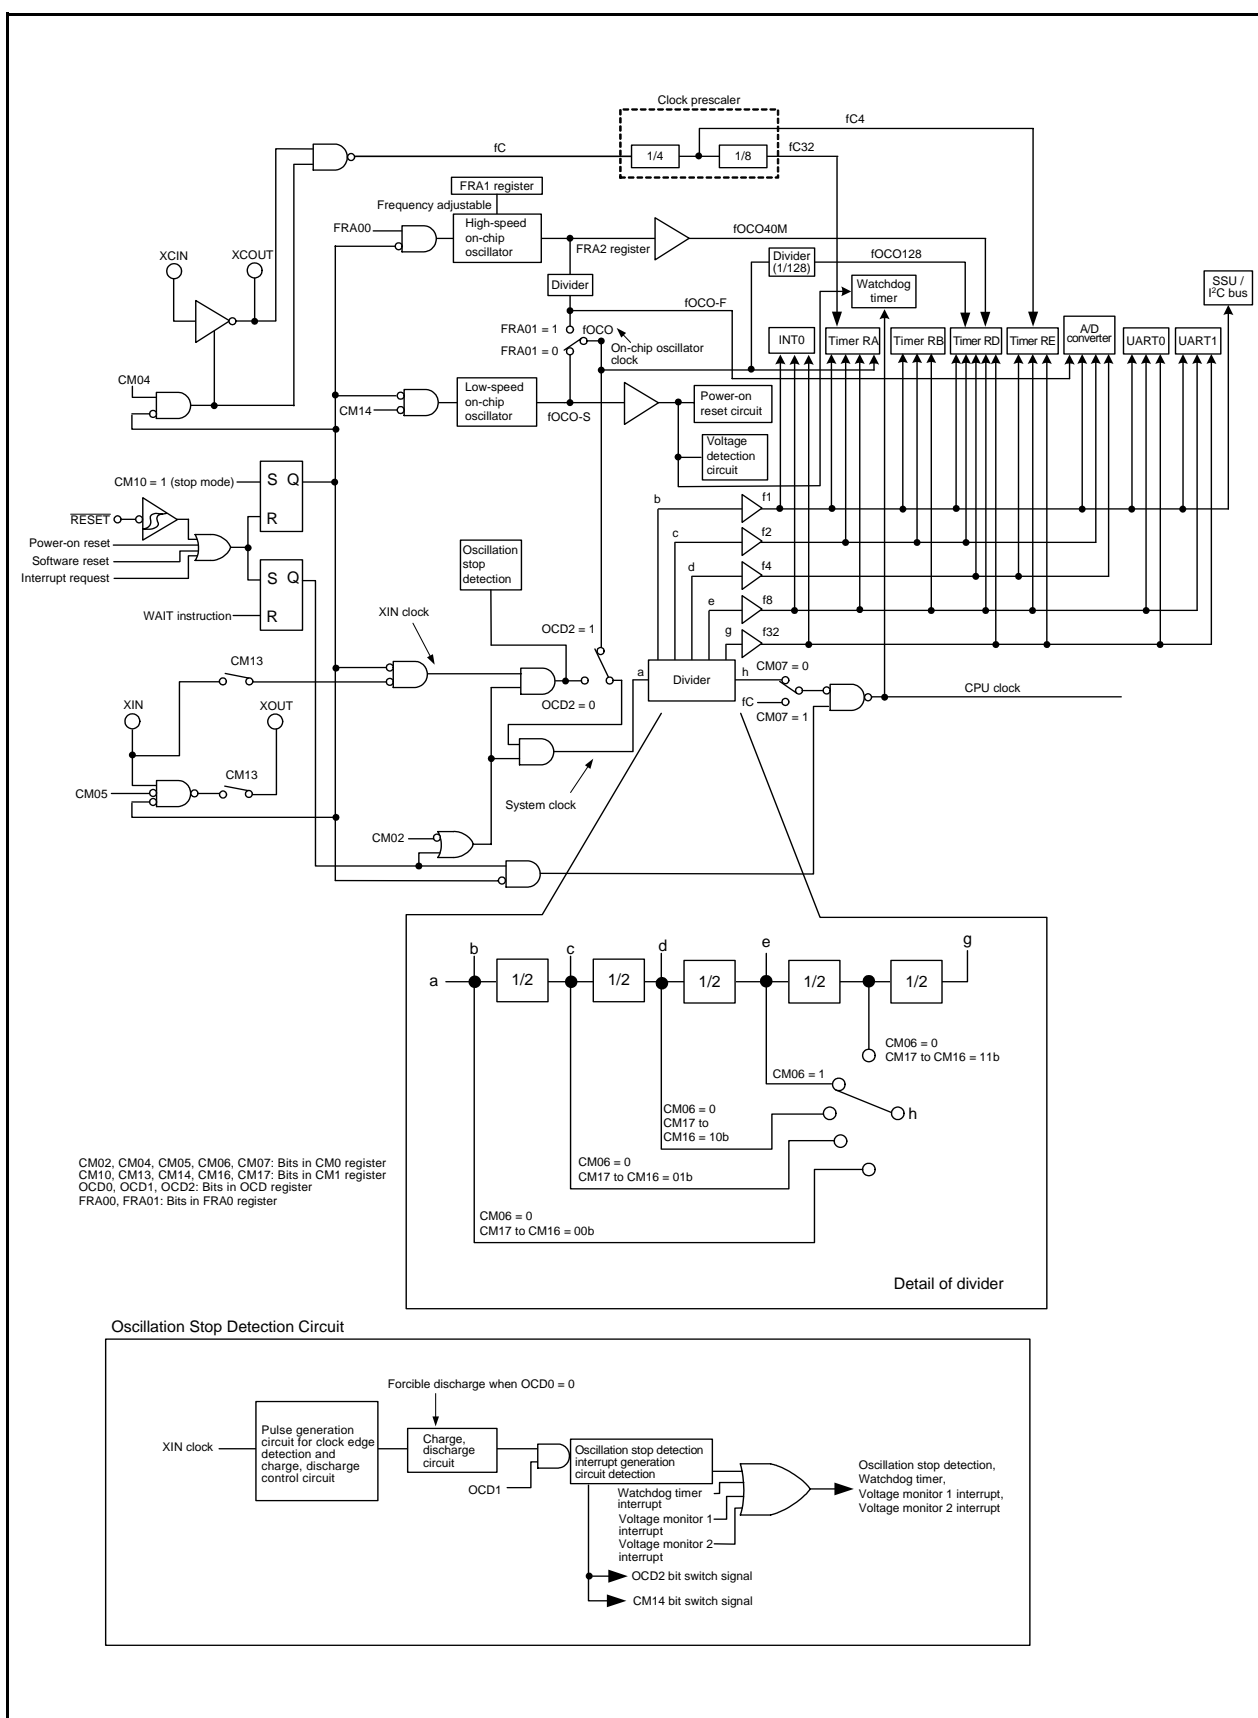 Clock prescaler
fC4
fC
1/4
1/8
fC32
FRA1 register
Frequency adjustable
FRA00
High-speed
on-chip
oscillator
FRA2 register
fOCO40M
XCIN
XCOUT
Divider
(1/128)
fOCO128
Divider
fOCO-F
Watchdog
timer
SSU /
I²C bus
FRA01 = 1
FRA01 = 0
fOCO
On-chip oscillator
clock
INT0
Timer RA
Timer RB
Timer RD
Timer RE
A/D
converter
UART0
UART1
CM04
CM14
Low-speed
on-chip
oscillator
fOCO-S
Power-on
reset circuit
Voltage
detection
circuit
CM10 = 1 (stop mode)
S Q
R
RESET
Power-on reset
Software reset
Interrupt request
S Q
R
WAIT instruction
b
f1
c
f2
d
f4
e
f8
g
f32
Oscillation
stop
detection
XIN clock
OCD2 = 1
OCD2 = 0
CM13
a
Divider
h
CM07 = 0
fC
CM07 = 1
CPU clock
XIN
XOUT
CM13
CM05
System clock
CM02
b
c
d
e
g
a
1/2
1/2
1/2
1/2
1/2
CM06 = 0
CM17 to CM16 = 11b
CM06 = 1
h
CM06 = 0
CM17 to
CM16 = 10b
CM06 = 0
CM17 to CM16 = 01b
CM06 = 0
CM17 to CM16 = 00b
Detail of divider
CM02, CM04, CM05, CM06, CM07: Bits in CM0 register
CM10, CM13, CM14, CM16, CM17: Bits in CM1 register
OCD0, OCD1, OCD2: Bits in OCD register
FRA00, FRA01: Bits in FRA0 register
Oscillation Stop Detection Circuit
Forcible discharge when OCD0 = 0
XIN clock
Pulse generation
circuit for clock edge
detection and
charge, discharge
control circuit
Charge,
discharge
circuit
OCD1
Oscillation stop detection
interrupt generation
circuit detection
Watchdog timer
interrupt
Voltage monitor 1
interrupt
Voltage monitor 2
interrupt
Oscillation stop detection,
Watchdog timer,
Voltage monitor 1 interrupt,
Voltage monitor 2 interrupt
OCD2 bit switch signal
CM14 bit switch signal